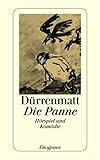 Dürrenmatt
Die Panne
Hörspiel und
Komödie
Diogenes